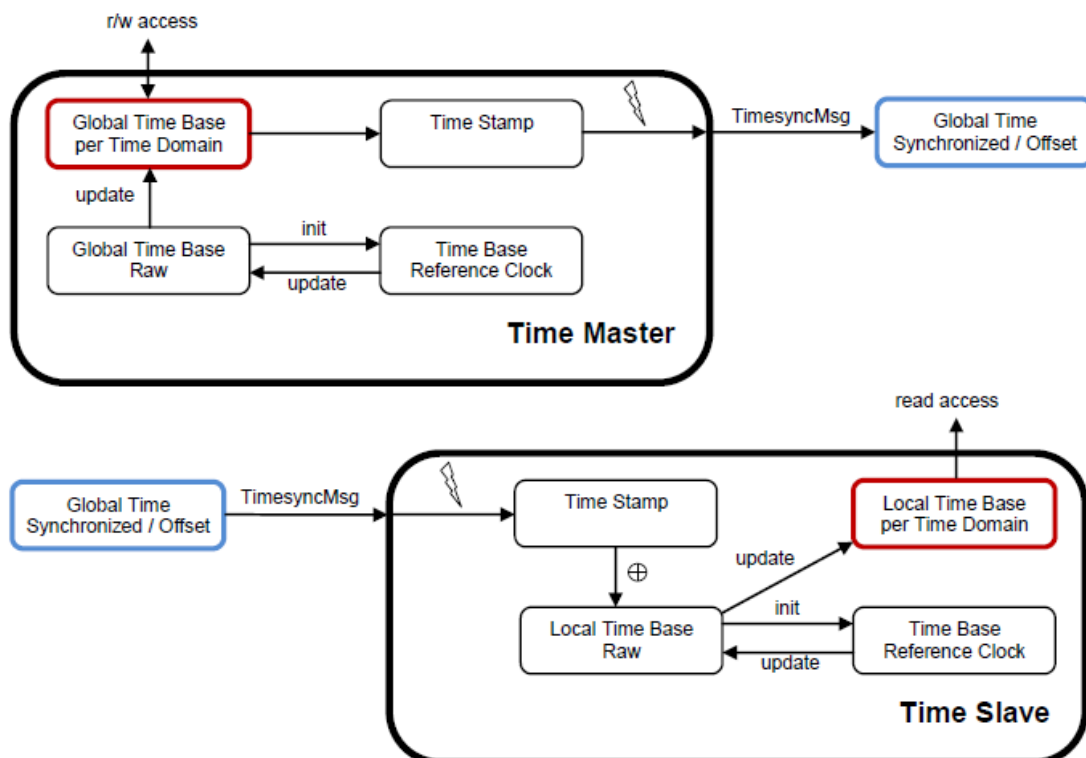 r/w access
Global Time Base
per Time Domain
Time Stamp
TimesyncMsg
Global Time
Synchronized / Offset
update
Global Time Base
Raw
init
update
Time Base
Reference Clock
Time Master
read access
Global Time
Synchronized / Offset
TimesyncMsg
Time Stamp
Local Time Base
per Time Domain
update
Local Time Base
Raw
init
update
Time Base
Reference Clock
Time Slave